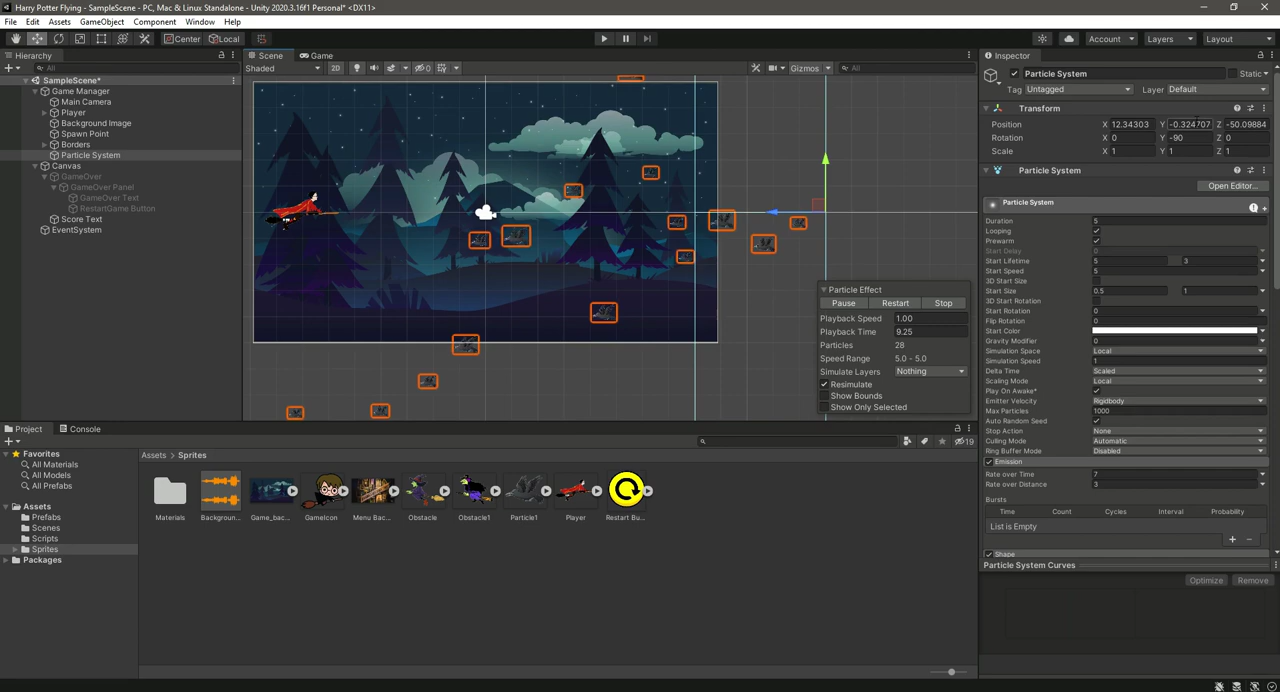 Harry Potter Flying - SampleScene - PC, Mac & Linux Standalone - Unity 2020.3.16f1 Personal* <DX11>
File Edit Assets GameObject Component Window Help
Center Local Account Layers Layout
Hierarchy
All
SampleScene*
Game Manager
Main Camera
Player
Background Image
Spawn Point
Borders
Particle System
Canvas
GameOver
GameOver Panel
GameOver Text
RestartGame Button
Score Text
EventSystem
Scene Game
Shaded 2D 0 Gizmos All
Particle Effect
Pause Restart Stop
Playback Speed 1.00
Playback Time 9.25
Particles 28
Speed Range 5.0 - 5.0
Simulate Layers Nothing
Resimulate
Show Bounds
Show Only Selected
Inspector
Particle System Static
Tag Untagged Layer Default
Transform
Position X 12.34303 Y -0.324707 Z -50.09884
Rotation X 0 Y -90 Z 0
Scale X 1 Y 1 Z 1
Particle System
Open Editor...
Particle System
Duration 5
Looping
Prewarm
Start Delay 0
Start Lifetime 5 3
Start Speed 5
3D Start Size
Start Size 0.5 1
3D Start Rotation
Start Rotation 0
Flip Rotation 0
Start Color
Gravity Modifier 0
Simulation Space Local
Simulation Speed 1
Delta Time Scaled
Scaling Mode Local
Play On Awake*
Emitter Velocity Rigidbody
Max Particles 1000
Auto Random Seed
Stop Action None
Culling Mode Automatic
Ring Buffer Mode Disabled
Emission
Rate over Time 7
Rate over Distance 3
Bursts
Time Count Cycles Interval Probability
List is Empty
Shape
Particle System Curves
Optimize Remove
Project Console
19
Favorites
All Materials
All Models
All Prefabs
Assets
Prefabs
Scenes
Scripts
Sprites
Packages
Assets > Sprites
Materials Backgroun... Game_bac... GameIcon Menu Bac... Obstacle Obstacle1 Particle1 Player Restart Bu...